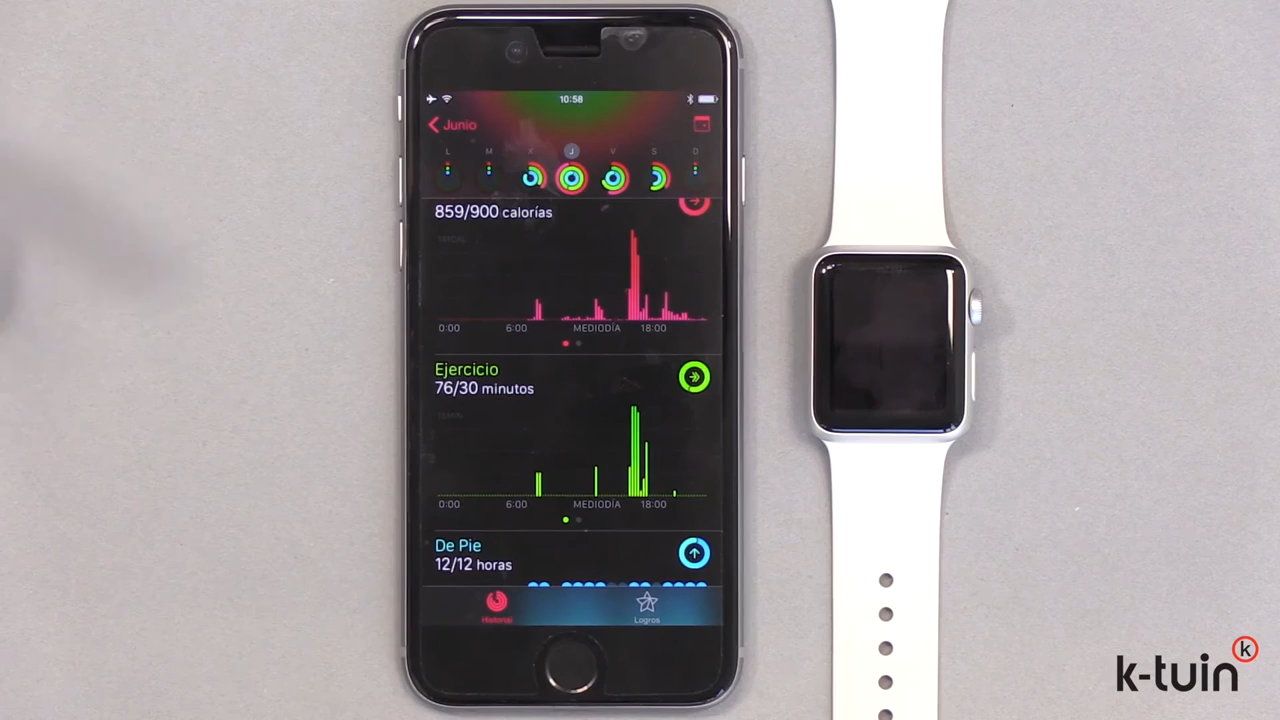 10:58
Junio
L M X J V S D
859/900 calorías
0:00 6:00 MEDIODÍA 18:00
Ejercicio
76/30 minutos
0:00 6:00 MEDIODÍA 18:00
De Pie
12/12 horas
Historial
Logros
k-tuin k